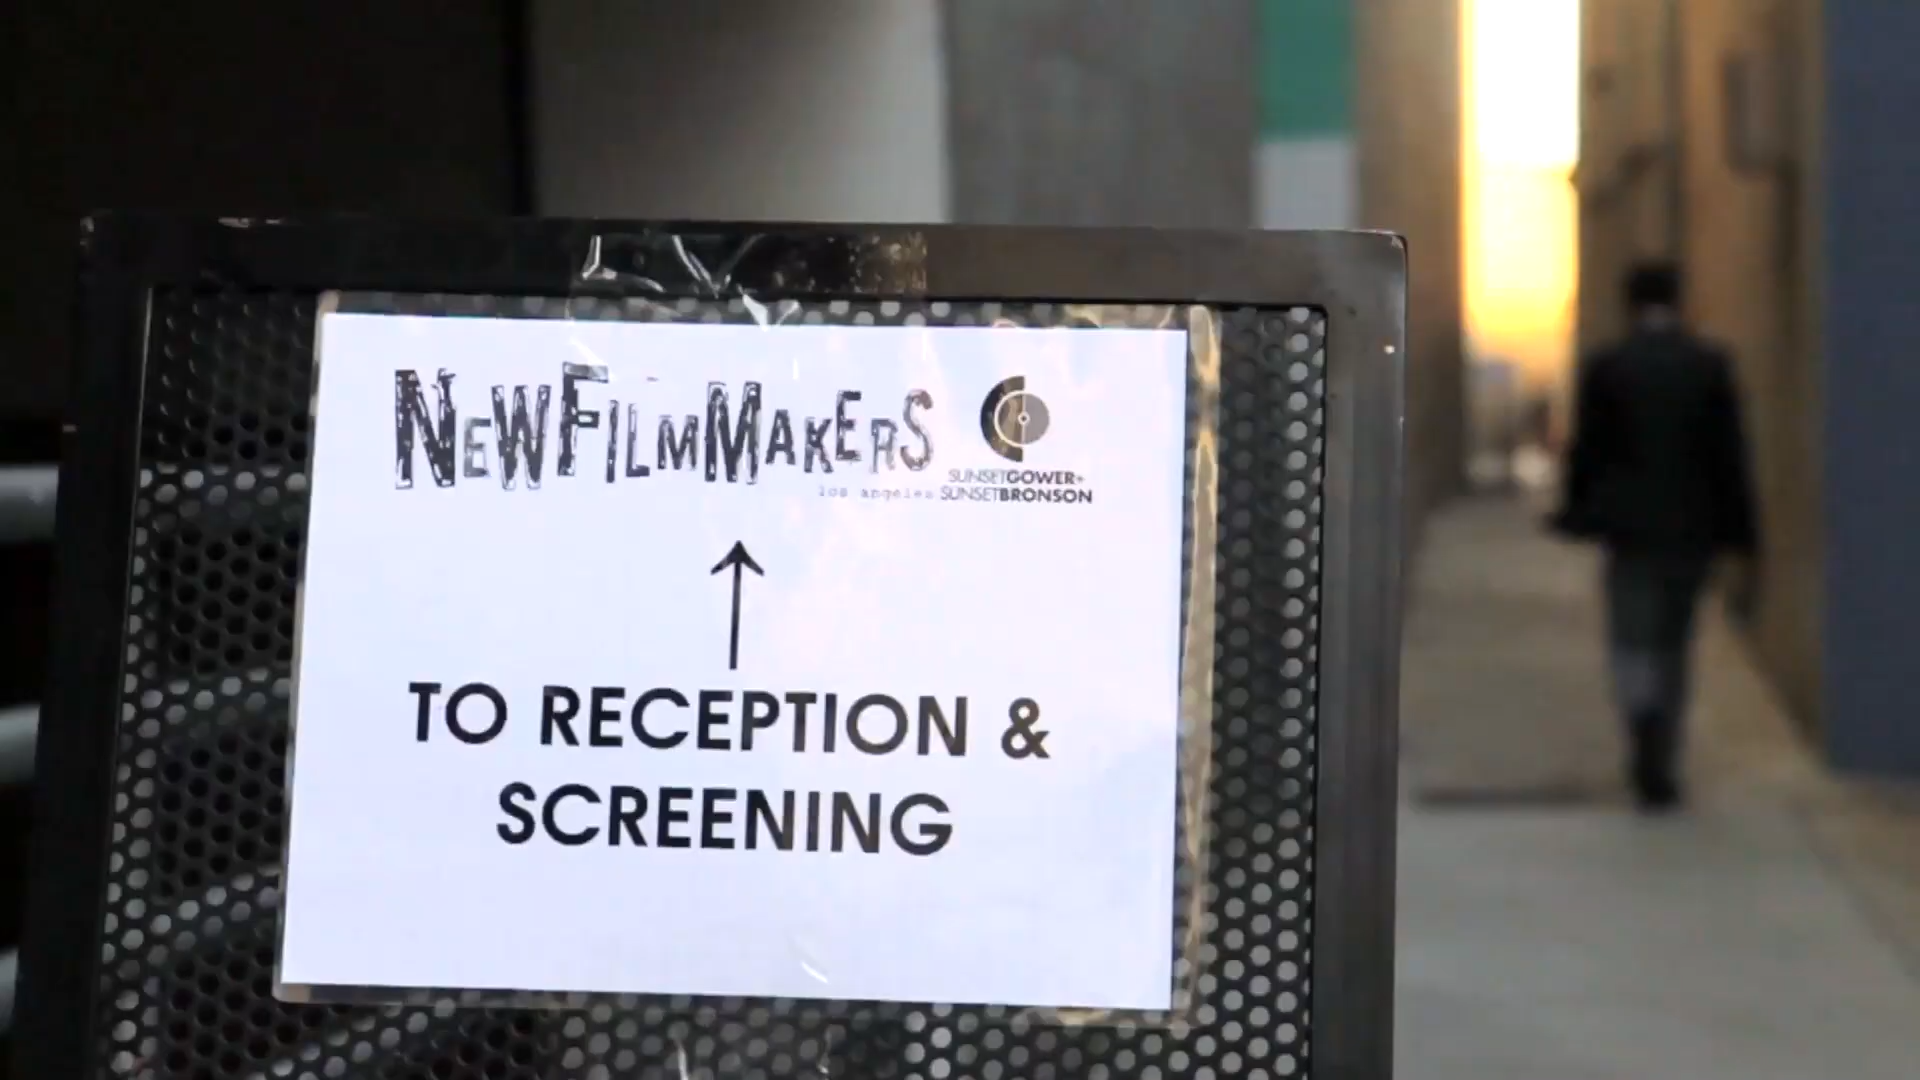 NEWFILMMAKERS
los angeles
SUNSETGOWER+
SUNSETBRONSON
TO RECEPTION &
SCREENING